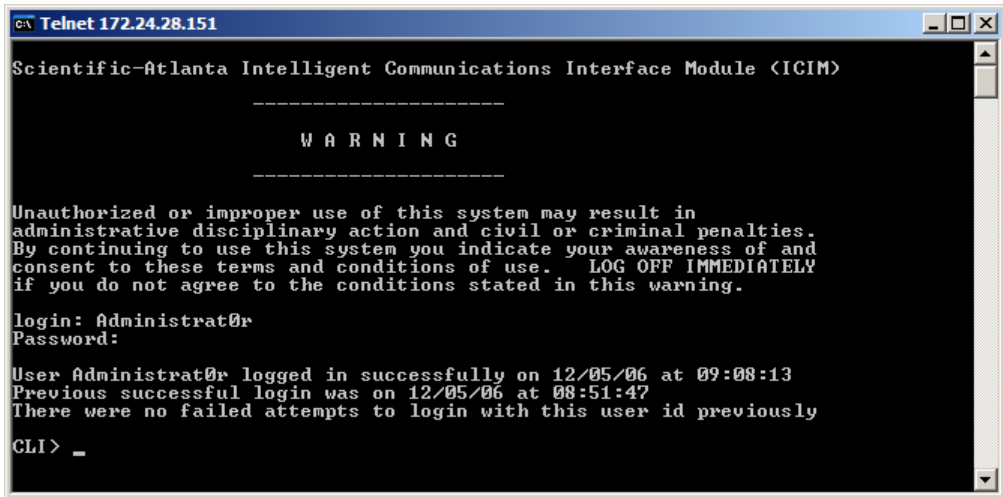 Telnet 172.24.28.151
Scientific-Atlanta Intelligent Communications Interface Module (ICIM)
---------------------
W A R N I N G
---------------------
Unauthorized or improper use of this system may result in
administrative disciplinary action and civil or criminal penalties.
By continuing to use this system you indicate your awareness of and
consent to these terms and conditions of use.   LOG OFF IMMEDIATELY
if you do not agree to the conditions stated in this warning.
login: Administrat0r
Password:
User Administrat0r logged in successfully on 12/05/06 at 09:08:13
Previous successful login was on 12/05/06 at 08:51:47
There were no failed attempts to login with this user id previously
CLI> _